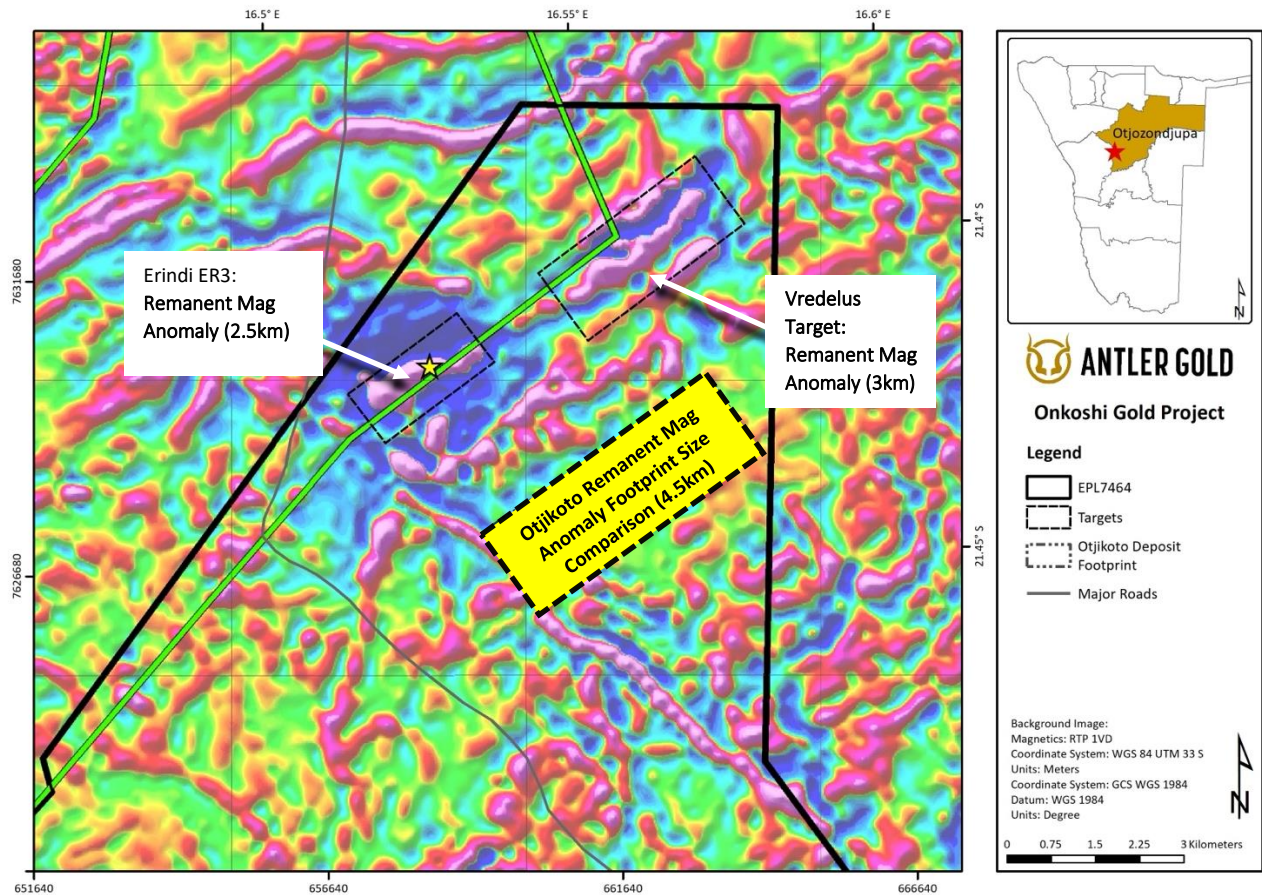 16.5° E
16.55° E
16.6° E
7631680
7626680
21.4° S
21.45° S
651640
656640
661640
666640
Erindi ER3:
Remanent Mag
Anomaly (2.5km)
Vredelus
Target:
Remanent Mag
Anomaly (3km)
Otjikoto Remanent Mag
Anomaly Footprint Size
Comparison (4.5km)
Otjozondjupa
N
ANTLER GOLD
Onkoshi Gold Project
Legend
EPL7464
Targets
Otjikoto Deposit
Footprint
Major Roads
Background Image:
Magnetics: RTP 1VD
Coordinate System: WGS 84 UTM 33 S
Units: Meters
Coordinate System: GCS WGS 1984
Datum: WGS 1984
Units: Degree
N
0 0.75 1.5 2.25 3 Kilometers